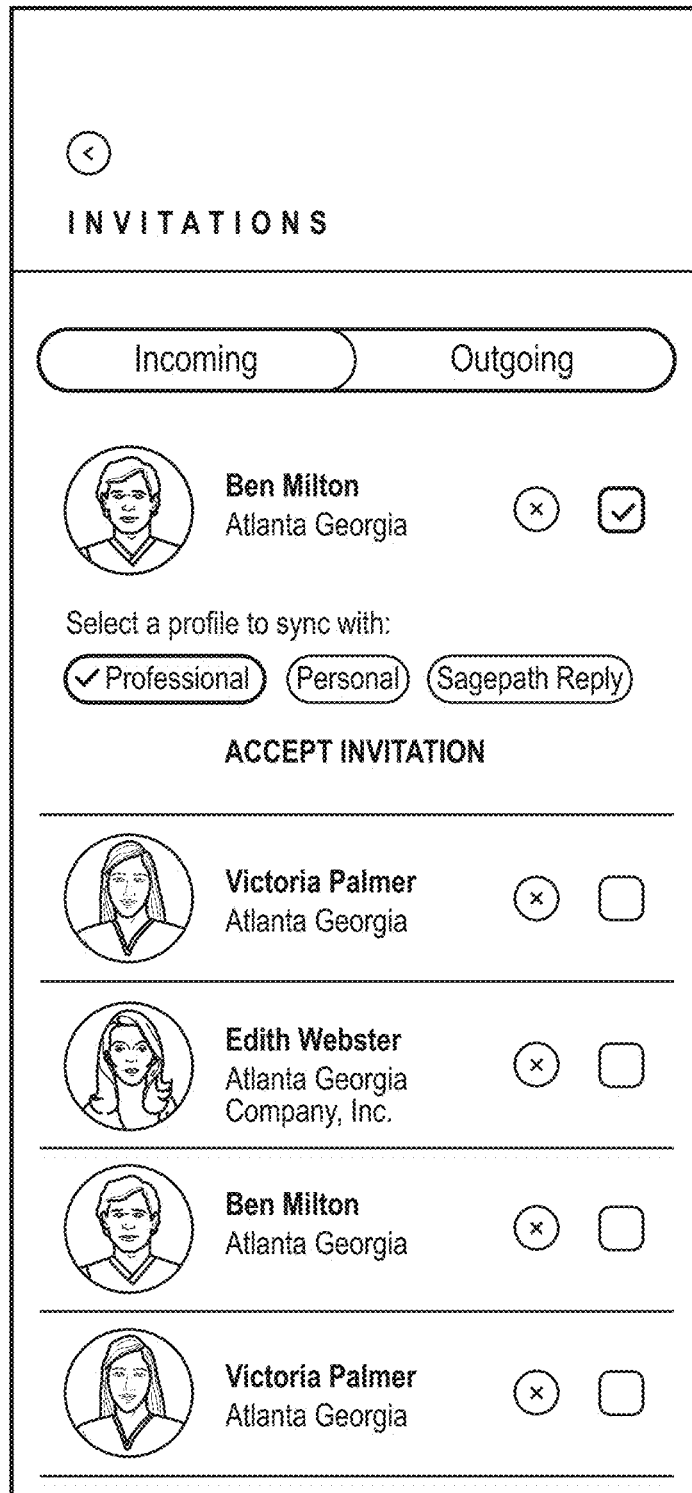 INVITATIONS
Incoming Outgoing
Ben Milton
Atlanta Georgia
Select a profile to sync with:
Professional Personal Sagepath Reply
ACCEPT INVITATION
Victoria Palmer
Atlanta Georgia
Edith Webster
Atlanta Georgia
Company, Inc.
Ben Milton
Atlanta Georgia
Victoria Palmer
Atlanta Georgia